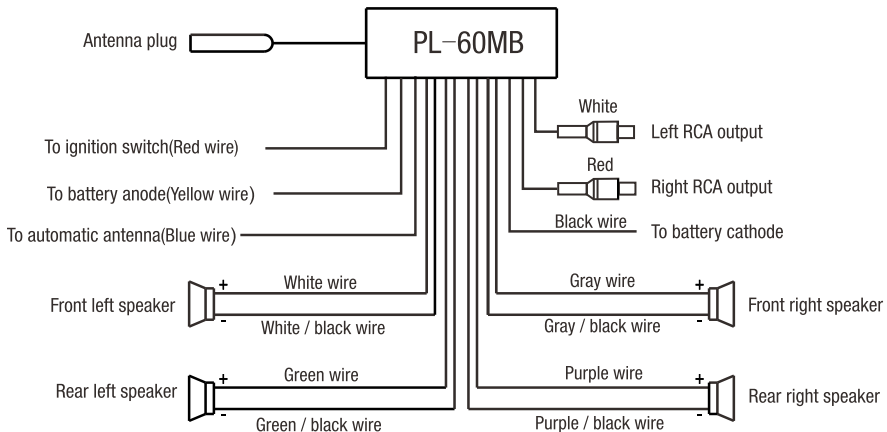 Antenna plug
PL-60MB
White
Left RCA output
To ignition switch(Red wire)
Red
Right RCA output
To battery anode(Yellow wire)
Black wire
To battery cathode
To automatic antenna(Blue wire)
+
White wire
Gray wire
+
Front left speaker
Front right speaker
-
White / black wire
Gray / black wire
-
+
Green wire
Purple wire
+
Rear left speaker
Rear right speaker
-
Green / black wire
Purple / black wire
-